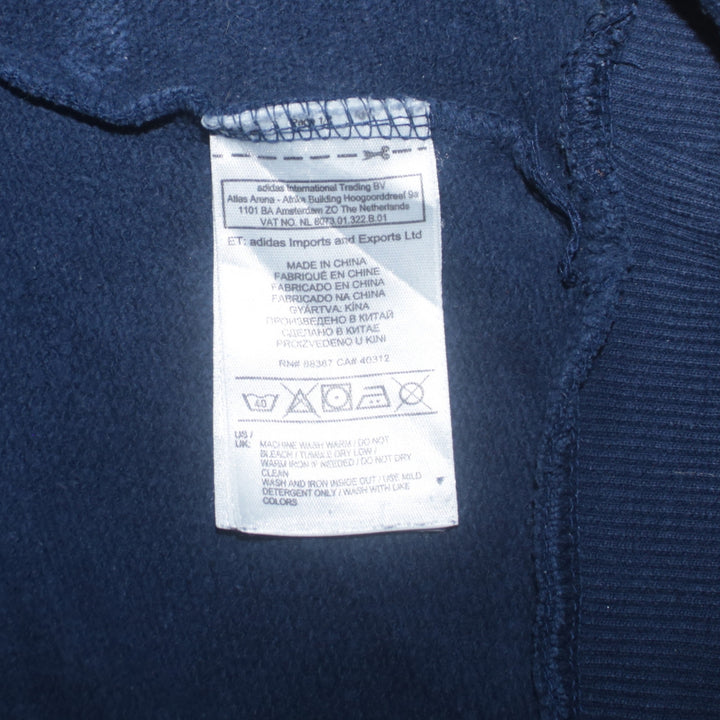 adidas International Trading BV
Atlas Arena - Afrika Building Hoogoorddreef 9a
1101 BA Amsterdam ZO The Netherlands
VAT NO. NL 8073.01.322.B.01
ET: adidas Imports and Exports Ltd
MADE IN CHINA
FABRIQUÉ EN CHINE
FABRICADO EN CHINA
FABRICADO NA CHINA
GYÁRTVA: KÍNA
ПРОИЗВЕДЕНО В КИТАЙ
СДЕЛАНО В КИТАЕ
PROIZVEDENO U KINI
RN# 88387 CA# 40312
40
US /
UK: MACHINE WASH WARM / DO NOT
BLEACH / TUMBLE DRY LOW /
WARM IRON IF NEEDED / DO NOT DRY
CLEAN
WASH AND IRON INSIDE OUT / USE MILD
DETERGENT ONLY / WASH WITH LIKE
COLORS